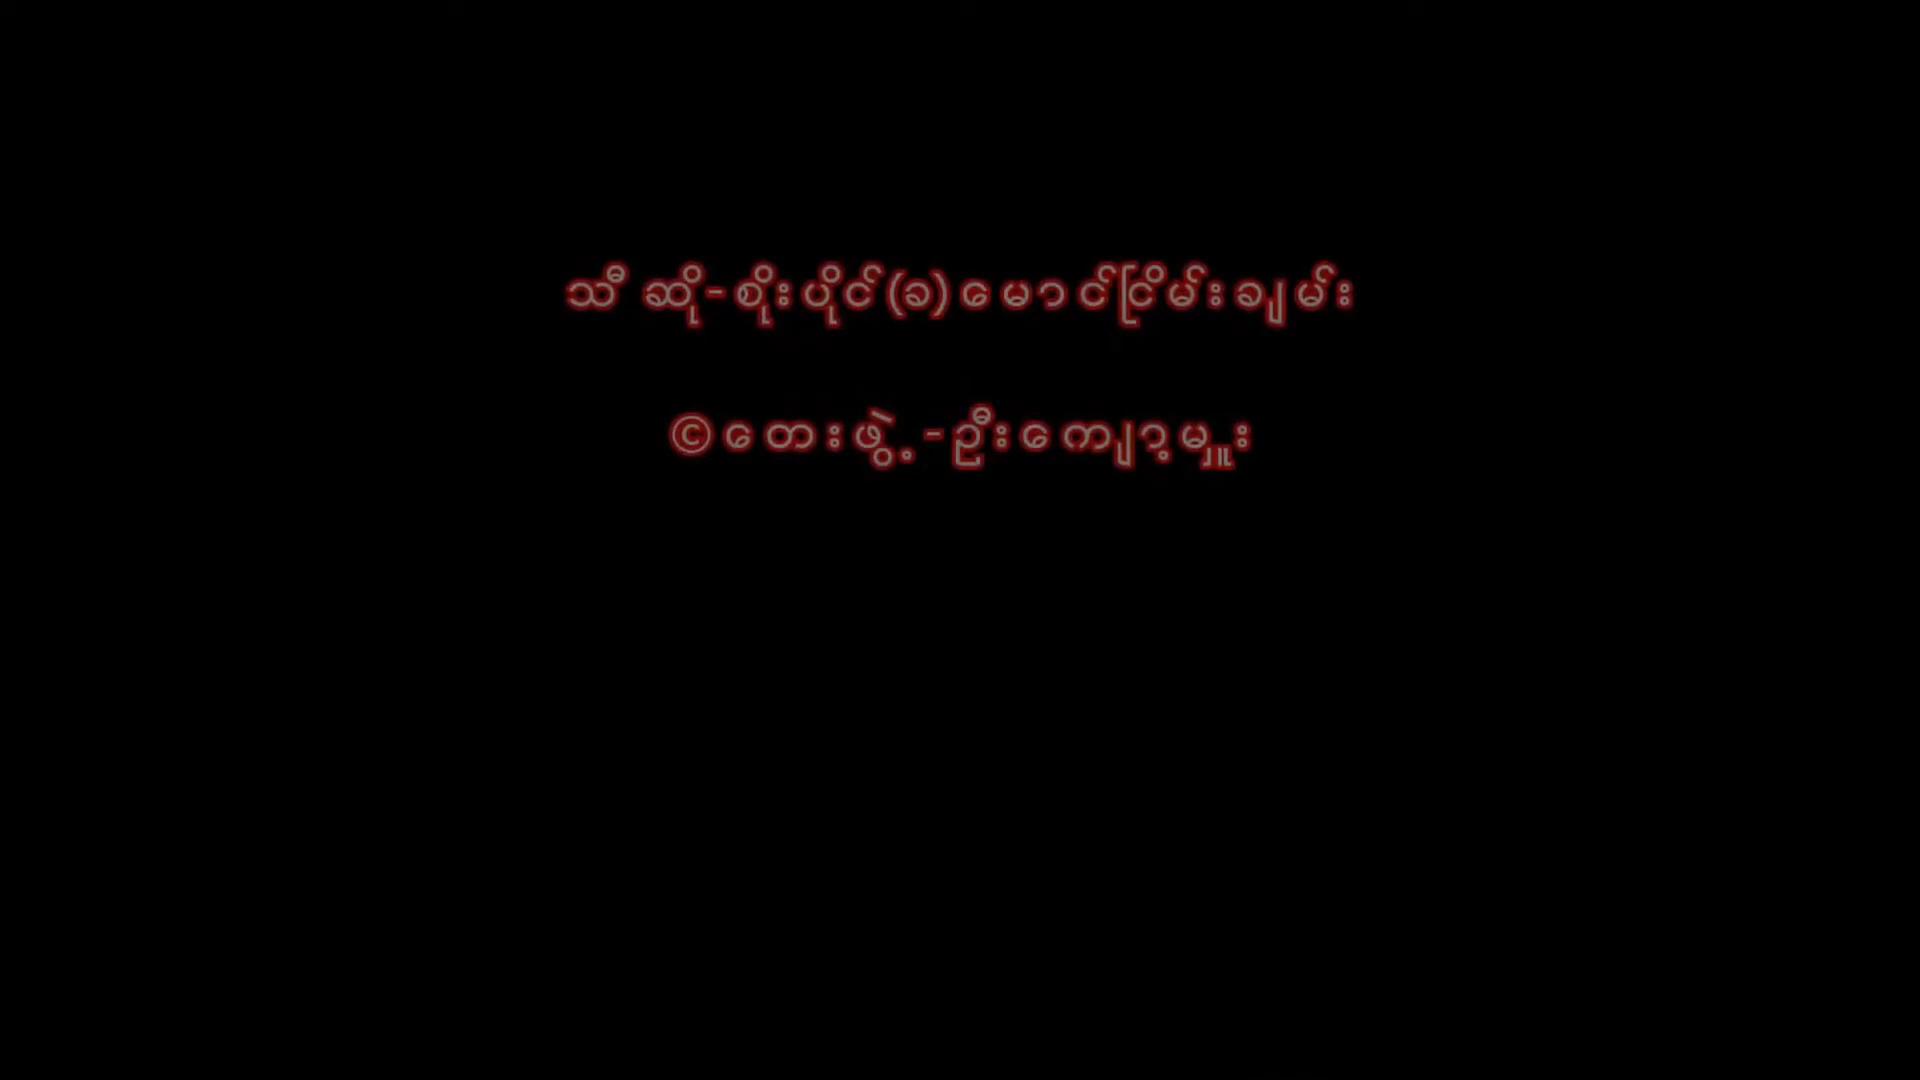 သီဆို-စိုးပိုင်(ခ)မောင်ငြိမ်းချမ်း
©တေးဖွဲ့-ဦးကျော့မှူး